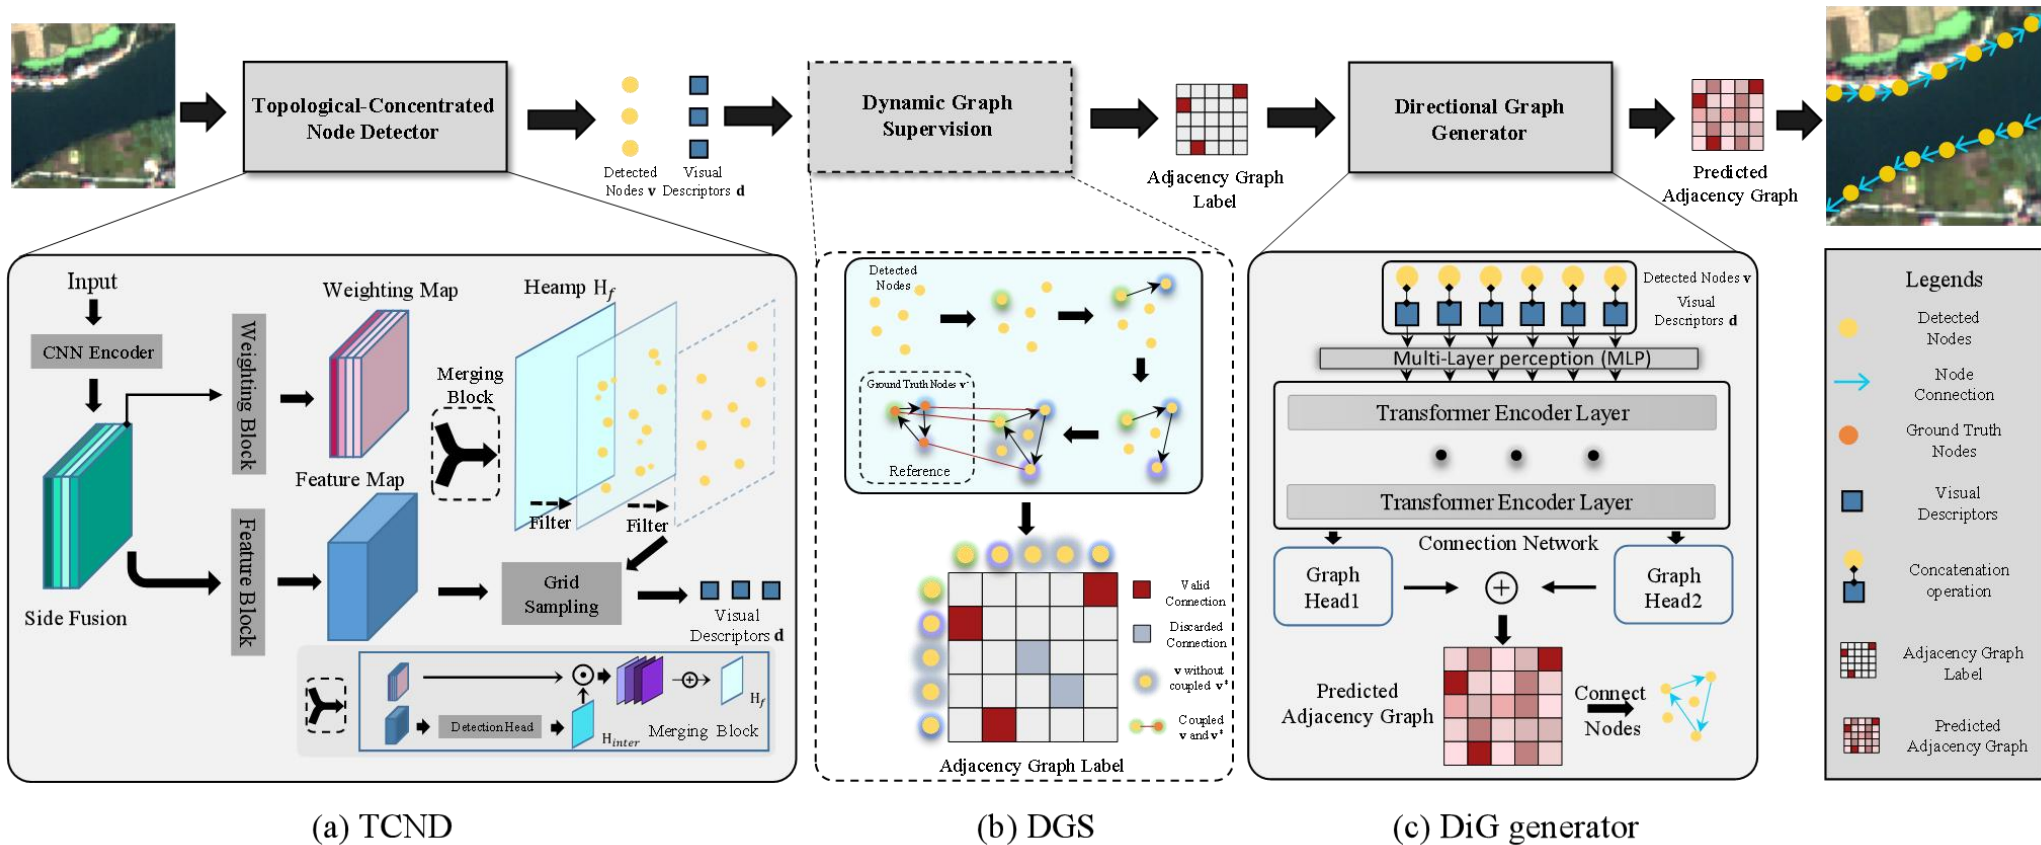 Topological-Concentrated
Node Detector
Detected
Nodes v
Visual
Descriptors d
Dynamic Graph
Supervision
Adjacency Graph
Label
Directional Graph
Generator
Predicted
Adjacency Graph
Input
CNN Encoder
Side Fusion
Weighting Block
Feature Block
Weighting Map
Feature Map
Merging
Block
Heamp H_f
Filter
Filter
Grid
Sampling
Visual
Descriptors d
Detection Head
H_inter
Merging Block
H_f
(a) TCND
Detected
Nodes
Ground Truth Nodes v*
Reference
Valid
Connection
Discarded
Connection
v without
coupled v*
Coupled
v and v*
Adjacency Graph Label
(b) DGS
Detected Nodes v
Visual
Descriptors d
Multi-Layer perception (MLP)
Transformer Encoder Layer
Transformer Encoder Layer
Connection Network
Graph
Head1
Graph
Head2
Predicted
Adjacency Graph
Connect
Nodes
(c) DiG generator
Legends
Detected
Nodes
Node
Connection
Ground Truth
Nodes
Visual
Descriptors
Concatenation
operation
Adjacency Graph
Label
Predicted
Adjacency Graph